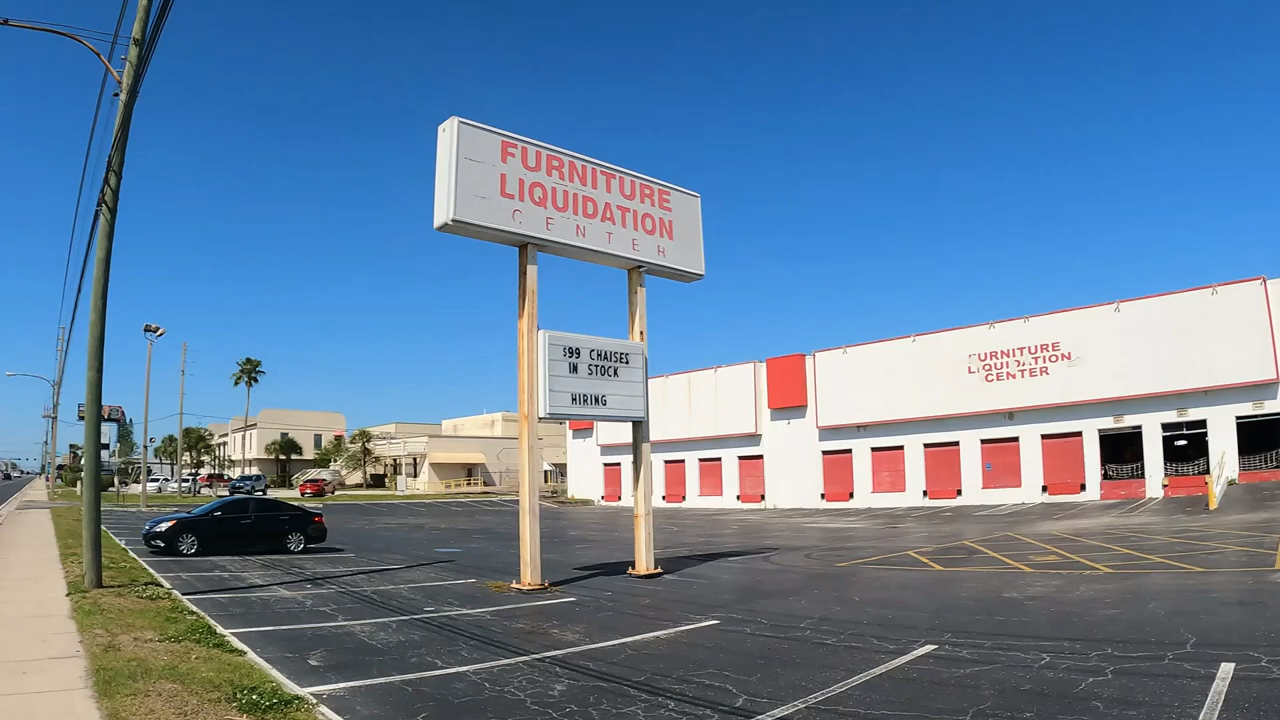 FURNITURE
LIQUIDATION
CENTER
$99 CHAISES
IN STOCK
HIRING
FURNITURE
LIQUIDATION
CENTER